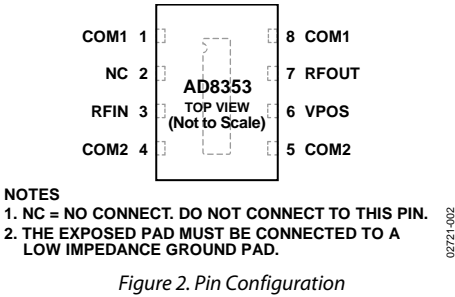 COM1 1
8 COM1
NC 2
7 RFOUT
AD8353
TOP VIEW
(Not to Scale)
RFIN 3
6 VPOS
COM2 4
5 COM2
NOTES
1. NC = NO CONNECT. DO NOT CONNECT TO THIS PIN.
2. THE EXPOSED PAD MUST BE CONNECTED TO A
LOW IMPEDANCE GROUND PAD.
02721-002
Figure 2. Pin Configuration